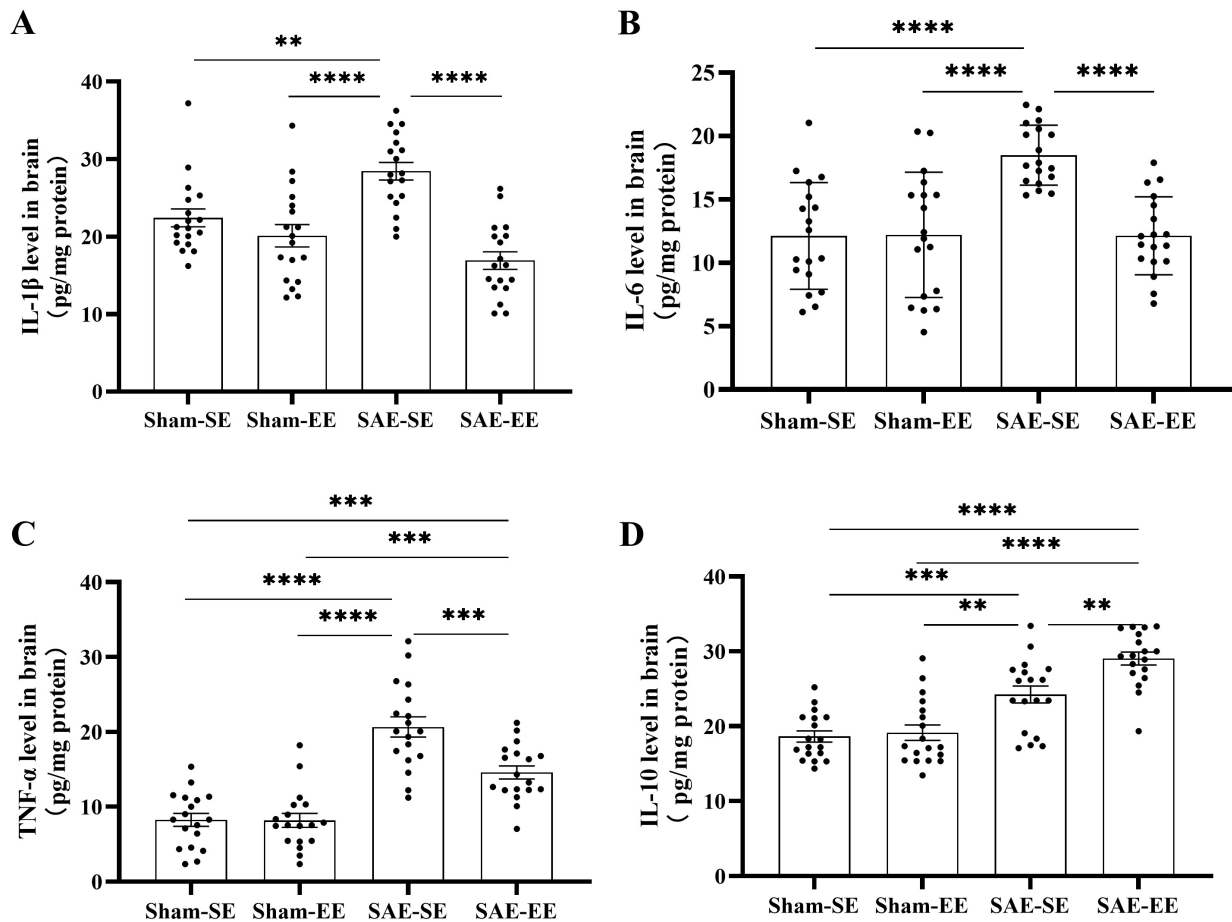 A
**
****
****
IL-1β level in brain
(pg/mg protein)
40
30
20
10
0
Sham-SE
Sham-EE
SAE-SE
SAE-EE
B
****
****
****
IL-6 level in brain
(pg/mg protein)
25
20
15
10
5
0
Sham-SE
Sham-EE
SAE-SE
SAE-EE
C
***
***
****
****
***
TNF-α level in brain
(pg/mg protein)
40
30
20
10
0
Sham-SE
Sham-EE
SAE-SE
SAE-EE
D
****
****
***
**
**
IL-10 level in brain
( pg/mg protein)
40
30
20
10
0
Sham-SE
Sham-EE
SAE-SE
SAE-EE